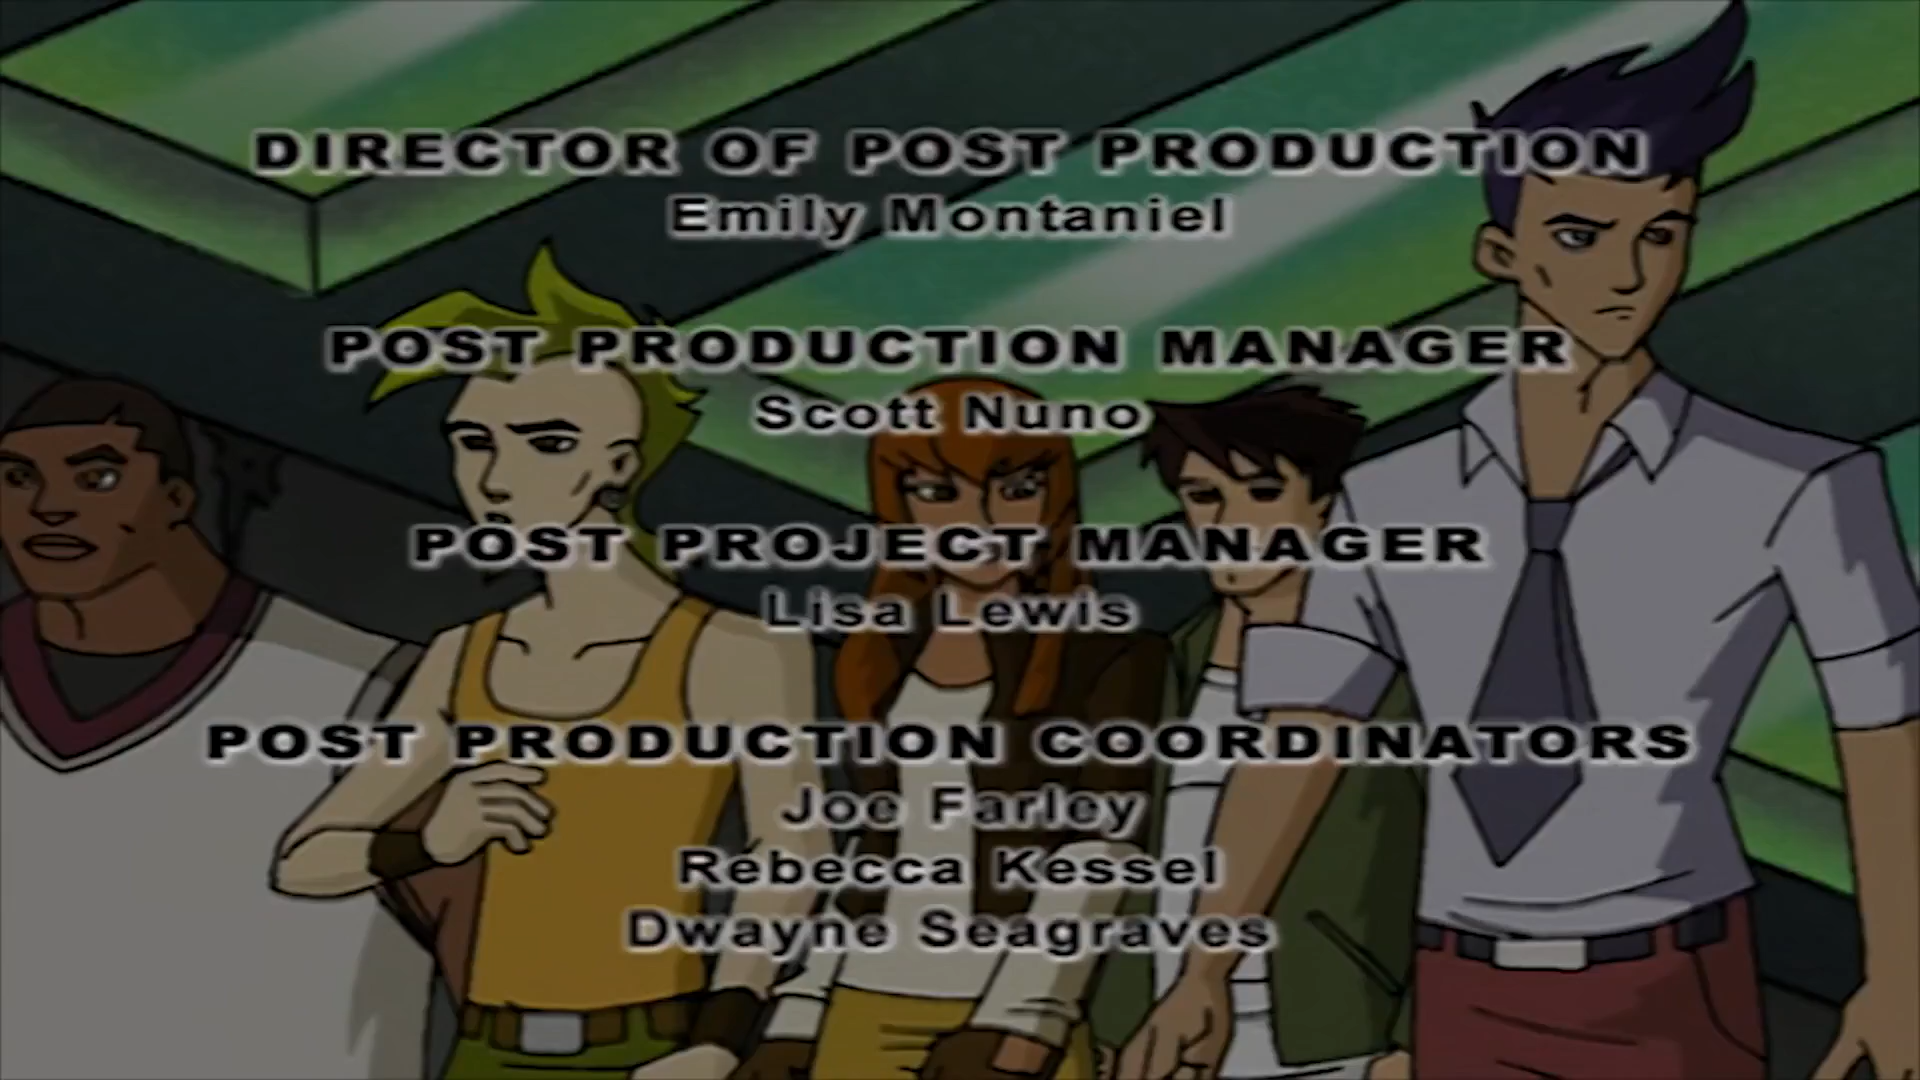 DIRECTOR OF POST PRODUCTION
Emily Montaniel
POST PRODUCTION MANAGER
Scott Nuno
POST PROJECT MANAGER
Lisa Lewis
POST PRODUCTION COORDINATORS
Joe Farley
Rebecca Kessel
Dwayne Seagraves